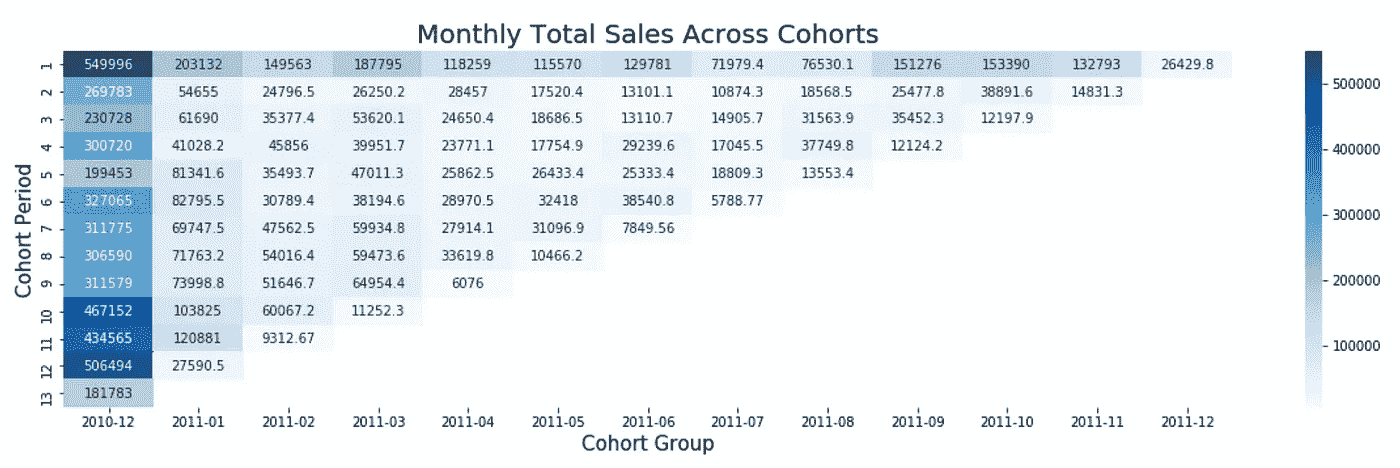 Monthly Total Sales Across Cohorts
1 549996 203132 149563 187795 118259 115570 129781 71979.4 76530.1 151276 153390 132793 26429.8
500000
2 269783 54655 24796.5 26250.2 28457 17520.4 13101.1 10874.3 18568.5 25477.8 38891.6 14831.3
3 230728 61690 35377.4 53620.1 24650.4 18686.5 13110.7 14905.7 31563.9 35452.3 12197.9
4 300720 41028.2 45856 39951.7 23771.1 17754.9 29239.6 17045.5 37749.8 12124.2
400000
5 199453 81341.6 35493.7 47011.3 25862.5 26433.4 25333.4 18809.3 13553.4
6 327065 82795.5 30789.4 38194.6 28970.5 32418 38540.8 5788.77
300000
7 311775 69747.5 47562.5 59934.8 27914.1 31096.9 7849.56
8 306590 71763.2 54016.4 59473.6 33619.8 10466.2
9 311579 73998.8 51646.7 64954.4 6076
200000
10 467152 103825 60067.2 11252.3
11 434565 120881 9312.67
100000
12 506494 27590.5
13 181783
Cohort Period
2010-12 2011-01 2011-02 2011-03 2011-04 2011-05 2011-06 2011-07 2011-08 2011-09 2011-10 2011-11 2011-12
Cohort Group